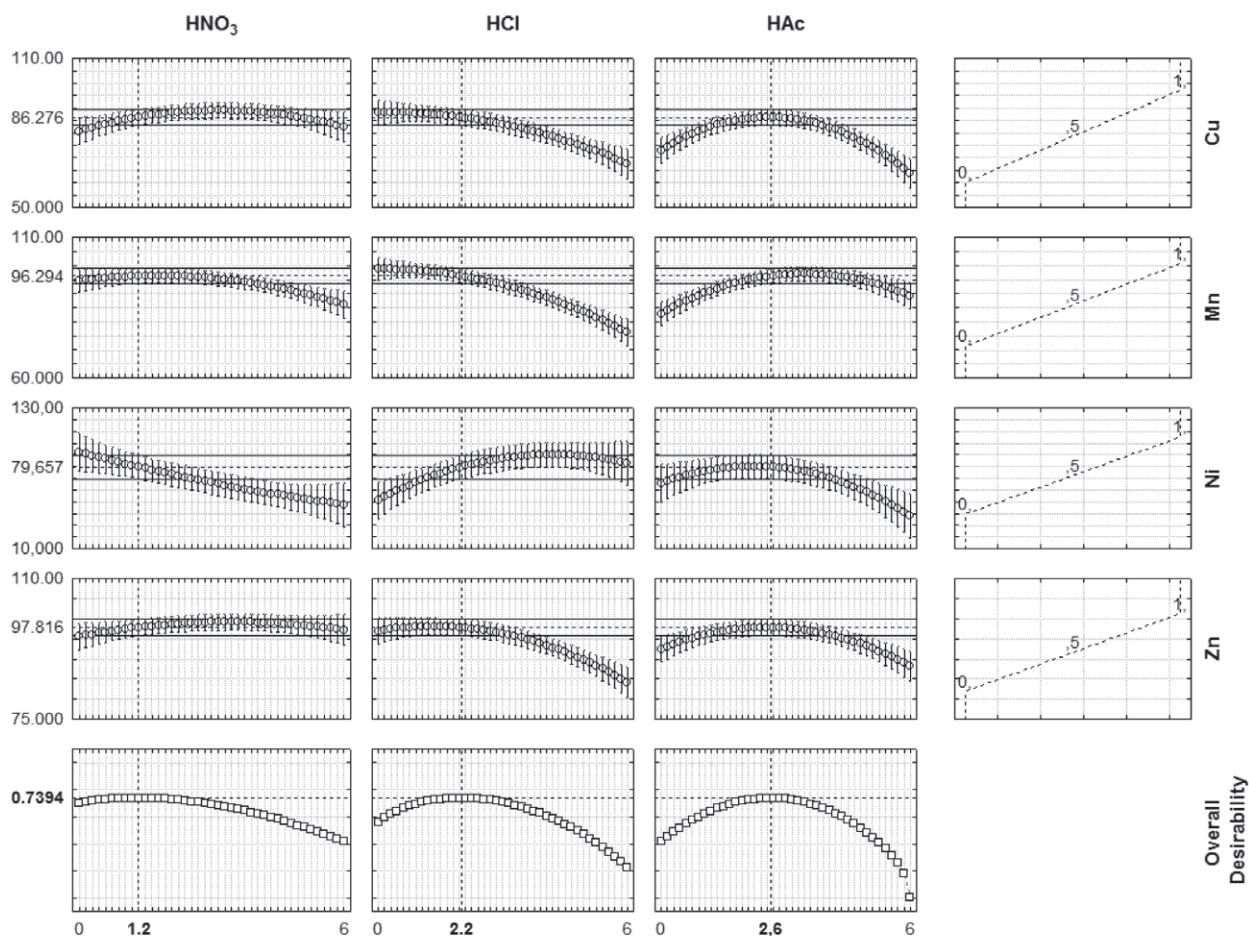 HNO3 HCl HAc
110.00
86.276
50.000
0, ,5 1,
Cu
110.00
96.294
60.000
0, ,5 1,
Mn
130,00
79,657
10,000
0, ,5 1,
Ni
110.00
97.816
75.000
0, ,5 1,
Zn
0.7394
Overall
Desirability
0 1.2 6 0 2.2 6 0 2,6 6